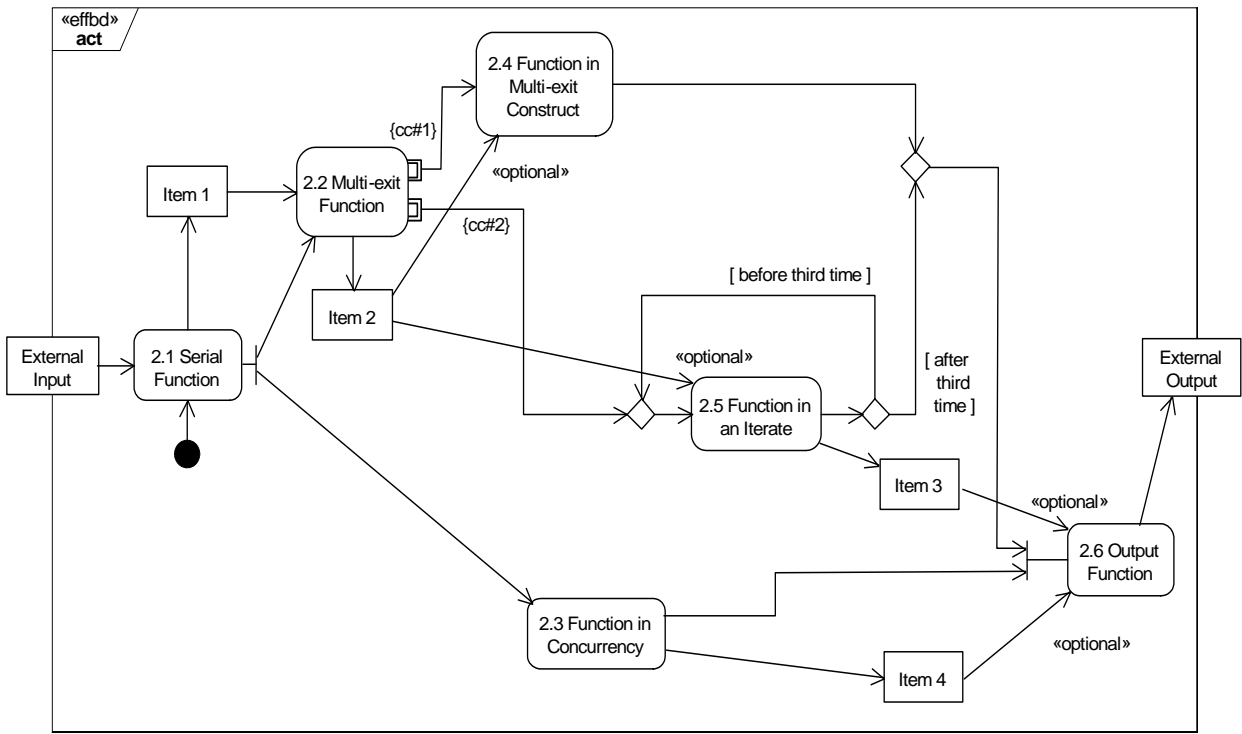 «effbd»
act
2.4 Function in
Multi-exit
Construct
{cc#1}
«optional»
2.2 Multi-exit
Function
Item 1
{cc#2}
[ before third time ]
Item 2
External
Input
2.1 Serial
Function
«optional»
[ after
third
time ]
External
Output
2.5 Function in
an Iterate
Item 3
«optional»
2.6 Output
Function
2.3 Function in
Concurrency
«optional»
Item 4